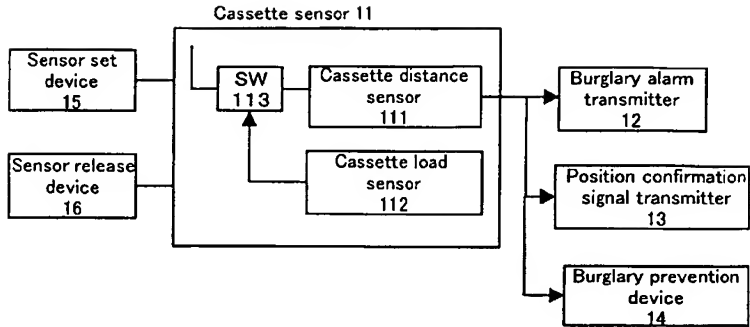 Cassette sensor 11
Sensor set
device
15
Sensor release
device
16
SW
113
Cassette distance
sensor
111
Cassette load
sensor
112
Burglary alarm
transmitter
12
Position confirmation
signal transmitter
13
Burglary prevention
device
14